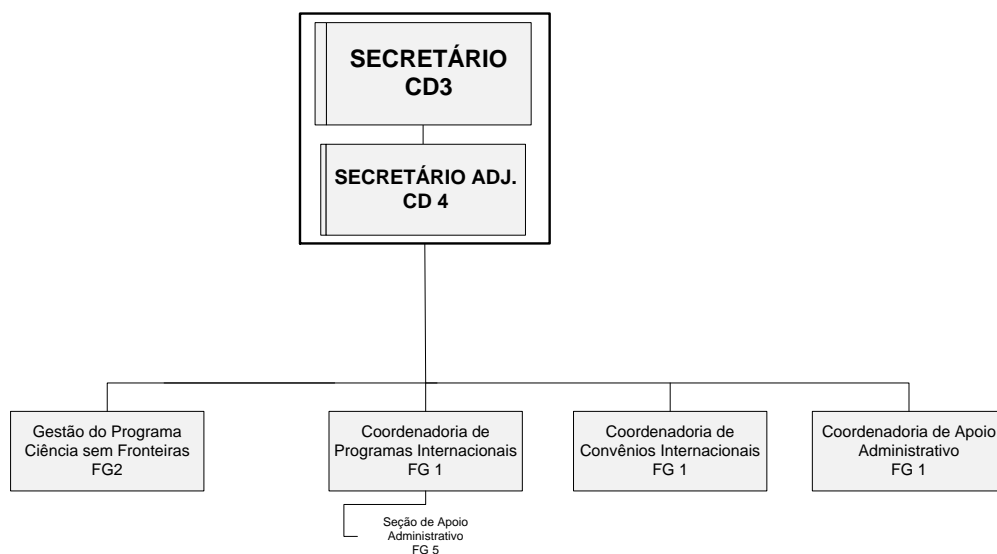 SECRETÁRIO
CD3
SECRETÁRIO ADJ.
CD 4
Gestão do Programa
Ciência sem Fronteiras
FG2
Coordenadoria de
Programas Internacionais
FG 1
Coordenadoria de
Convênios Internacionais
FG 1
Coordenadoria de Apoio
Administrativo
FG 1
Seção de Apoio
Administrativo
FG 5